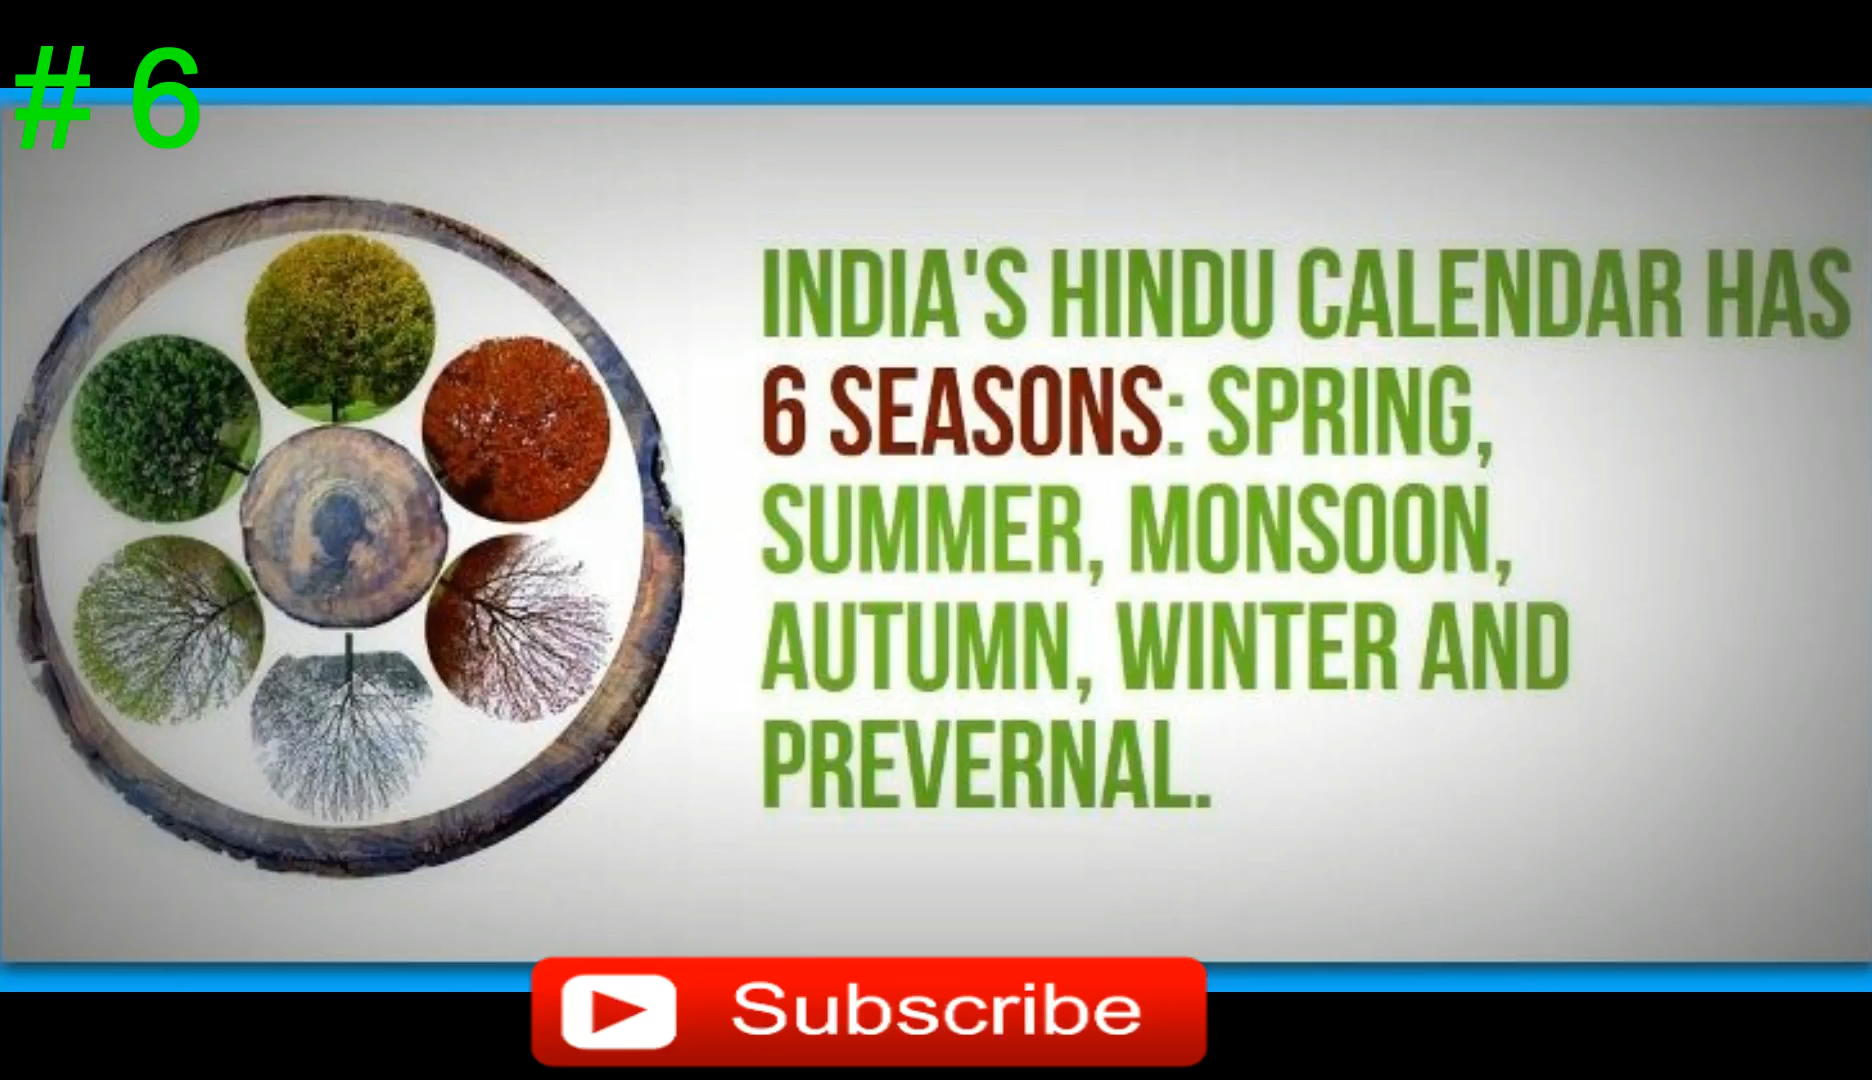 # 6
INDIA'S HINDU CALENDAR HAS
6 SEASONS: SPRING,
SUMMER, MONSOON,
AUTUMN, WINTER AND
PREVERNAL.
Subscribe